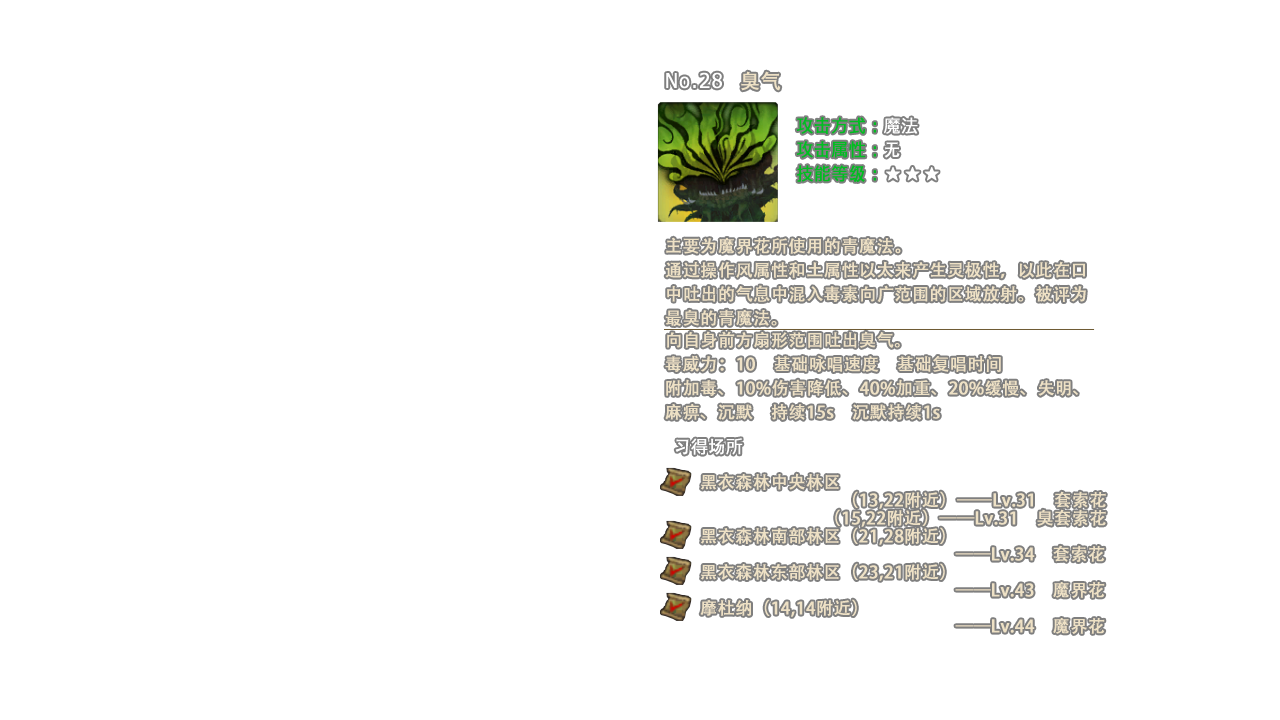 No.28 臭气
攻击方式：魔法
攻击属性：无
技能等级：☆☆☆
主要为魔界花所使用的青魔法。
通过操作风属性和土属性以太来产生灵极性，以此在口
中吐出的气息中混入毒素向广范围的区域放射。被评为
最臭的青魔法。
向自身前方扇形范围吐出臭气。
毒威力：10 基础咏唱速度 基础复唱时间
附加毒、10%伤害降低、40%加重、20%缓慢、失明、
麻痹、沉默 持续15s 沉默持续1s
习得场所
黑衣森林中央林区
（13,22附近）——Lv.31 套索花
（15,22附近）——Lv.31 臭套索花
黑衣森林南部林区（21,28附近）
——Lv.34 套索花
黑衣森林东部林区（23,21附近）
——Lv.43 魔界花
摩杜纳（14,14附近）
——Lv.44 魔界花